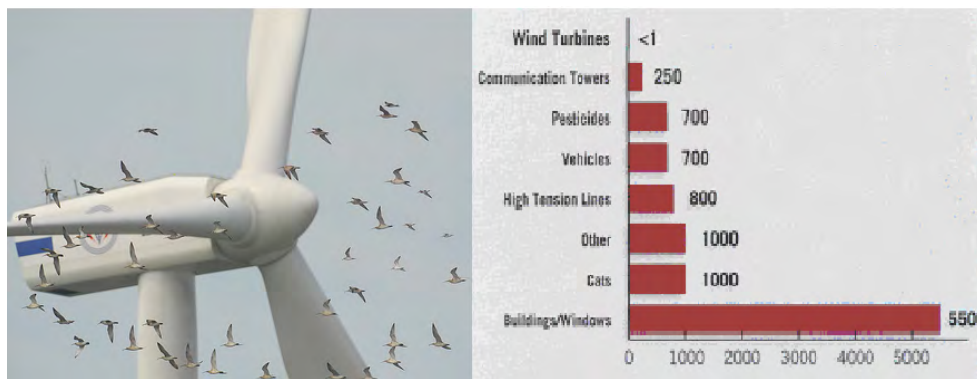 Wind Turbines <1
Communication Towers 250
Pesticides 700
Vehicles 700
High Tension Lines 800
Other 1000
Cats 1000
Buildings/Windows 550
0 1000 2000 3000 4000 5000